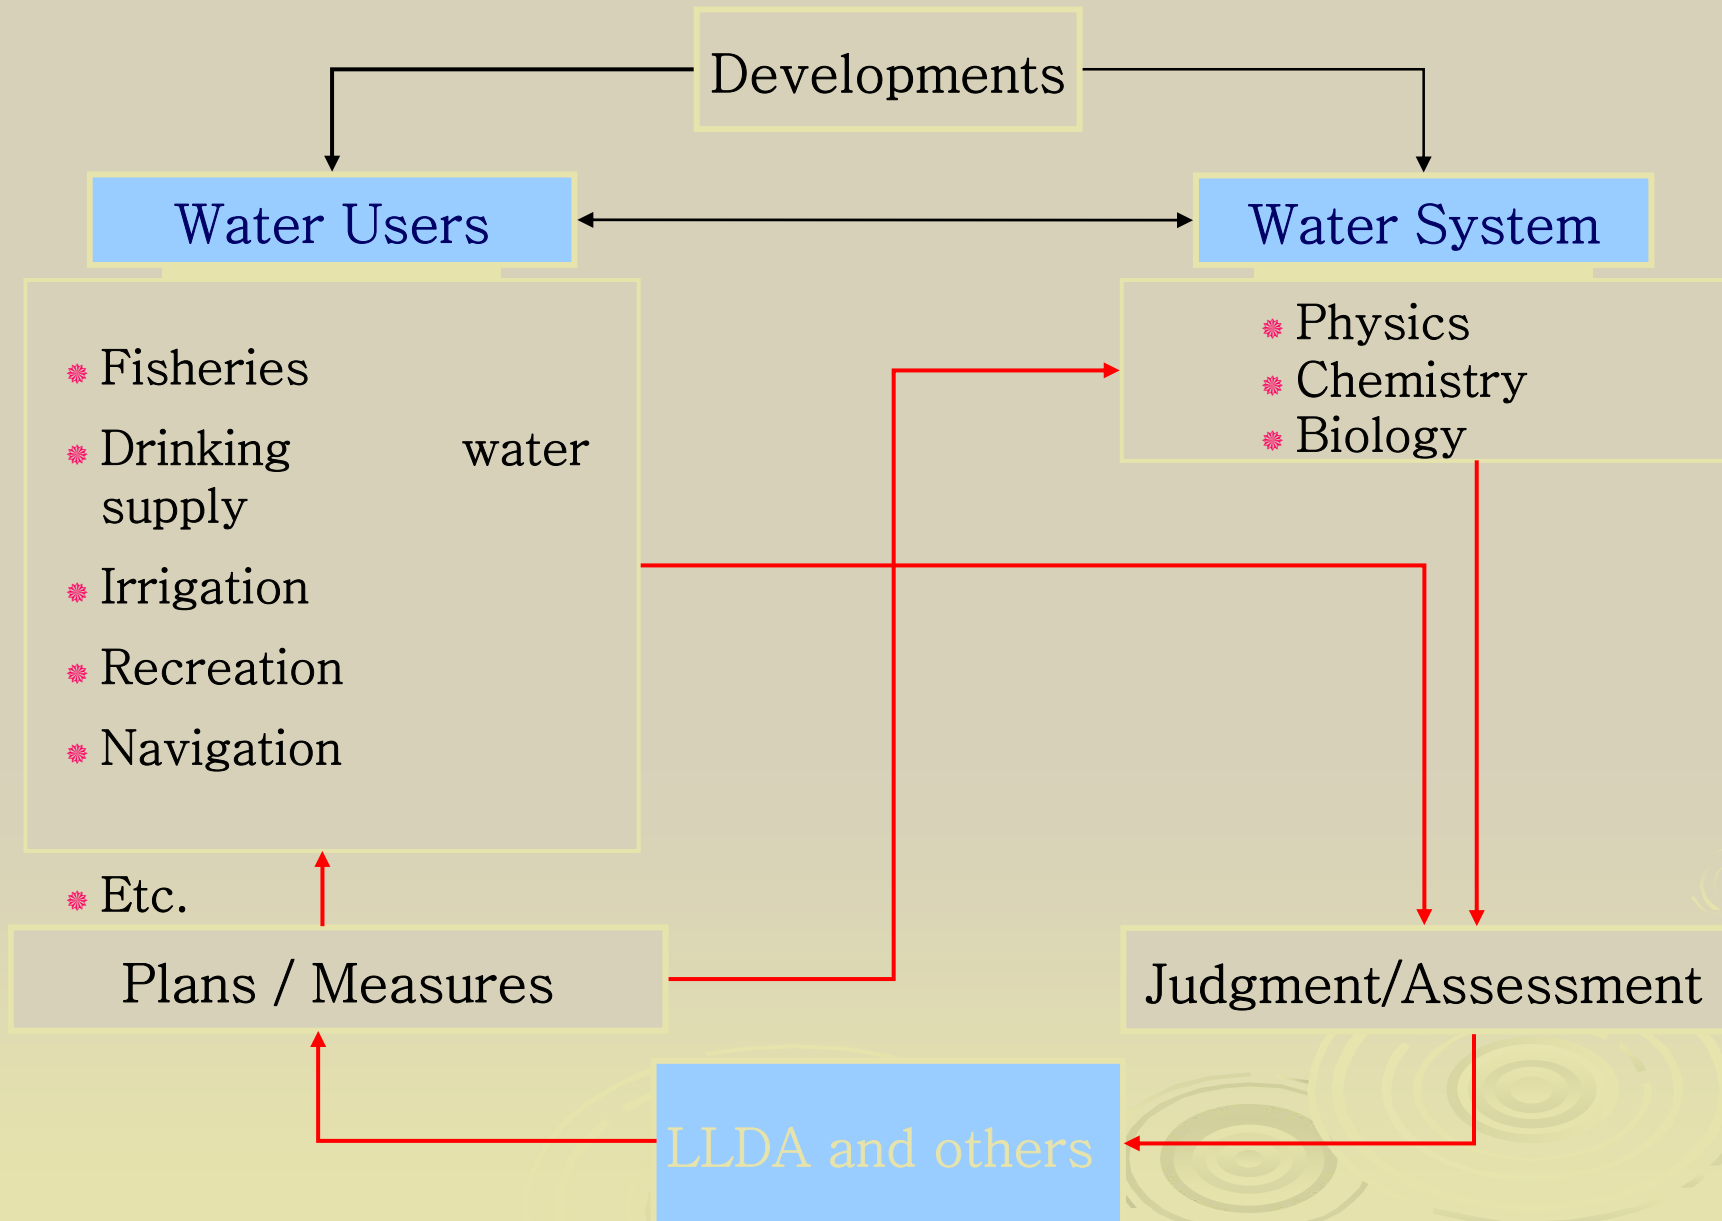 Developments
Water Users
Water System
Fisheries
Drinking water
supply
Irrigation
Recreation
Navigation
Etc.
Physics
Chemistry
Biology
Plans / Measures
Judgment/Assessment
LLDA and others